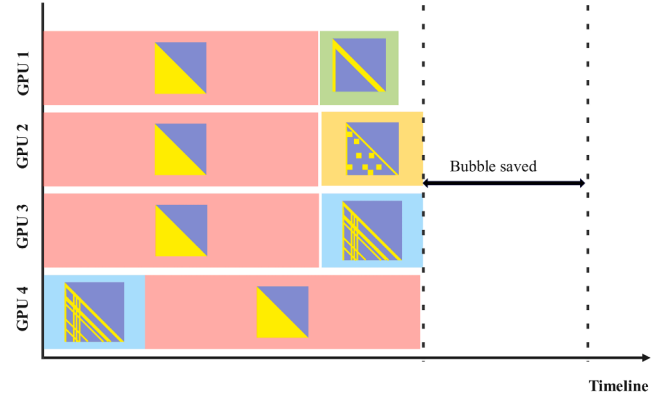 GPU 1
GPU 2
Bubble saved
GPU 3
GPU 4
Timeline